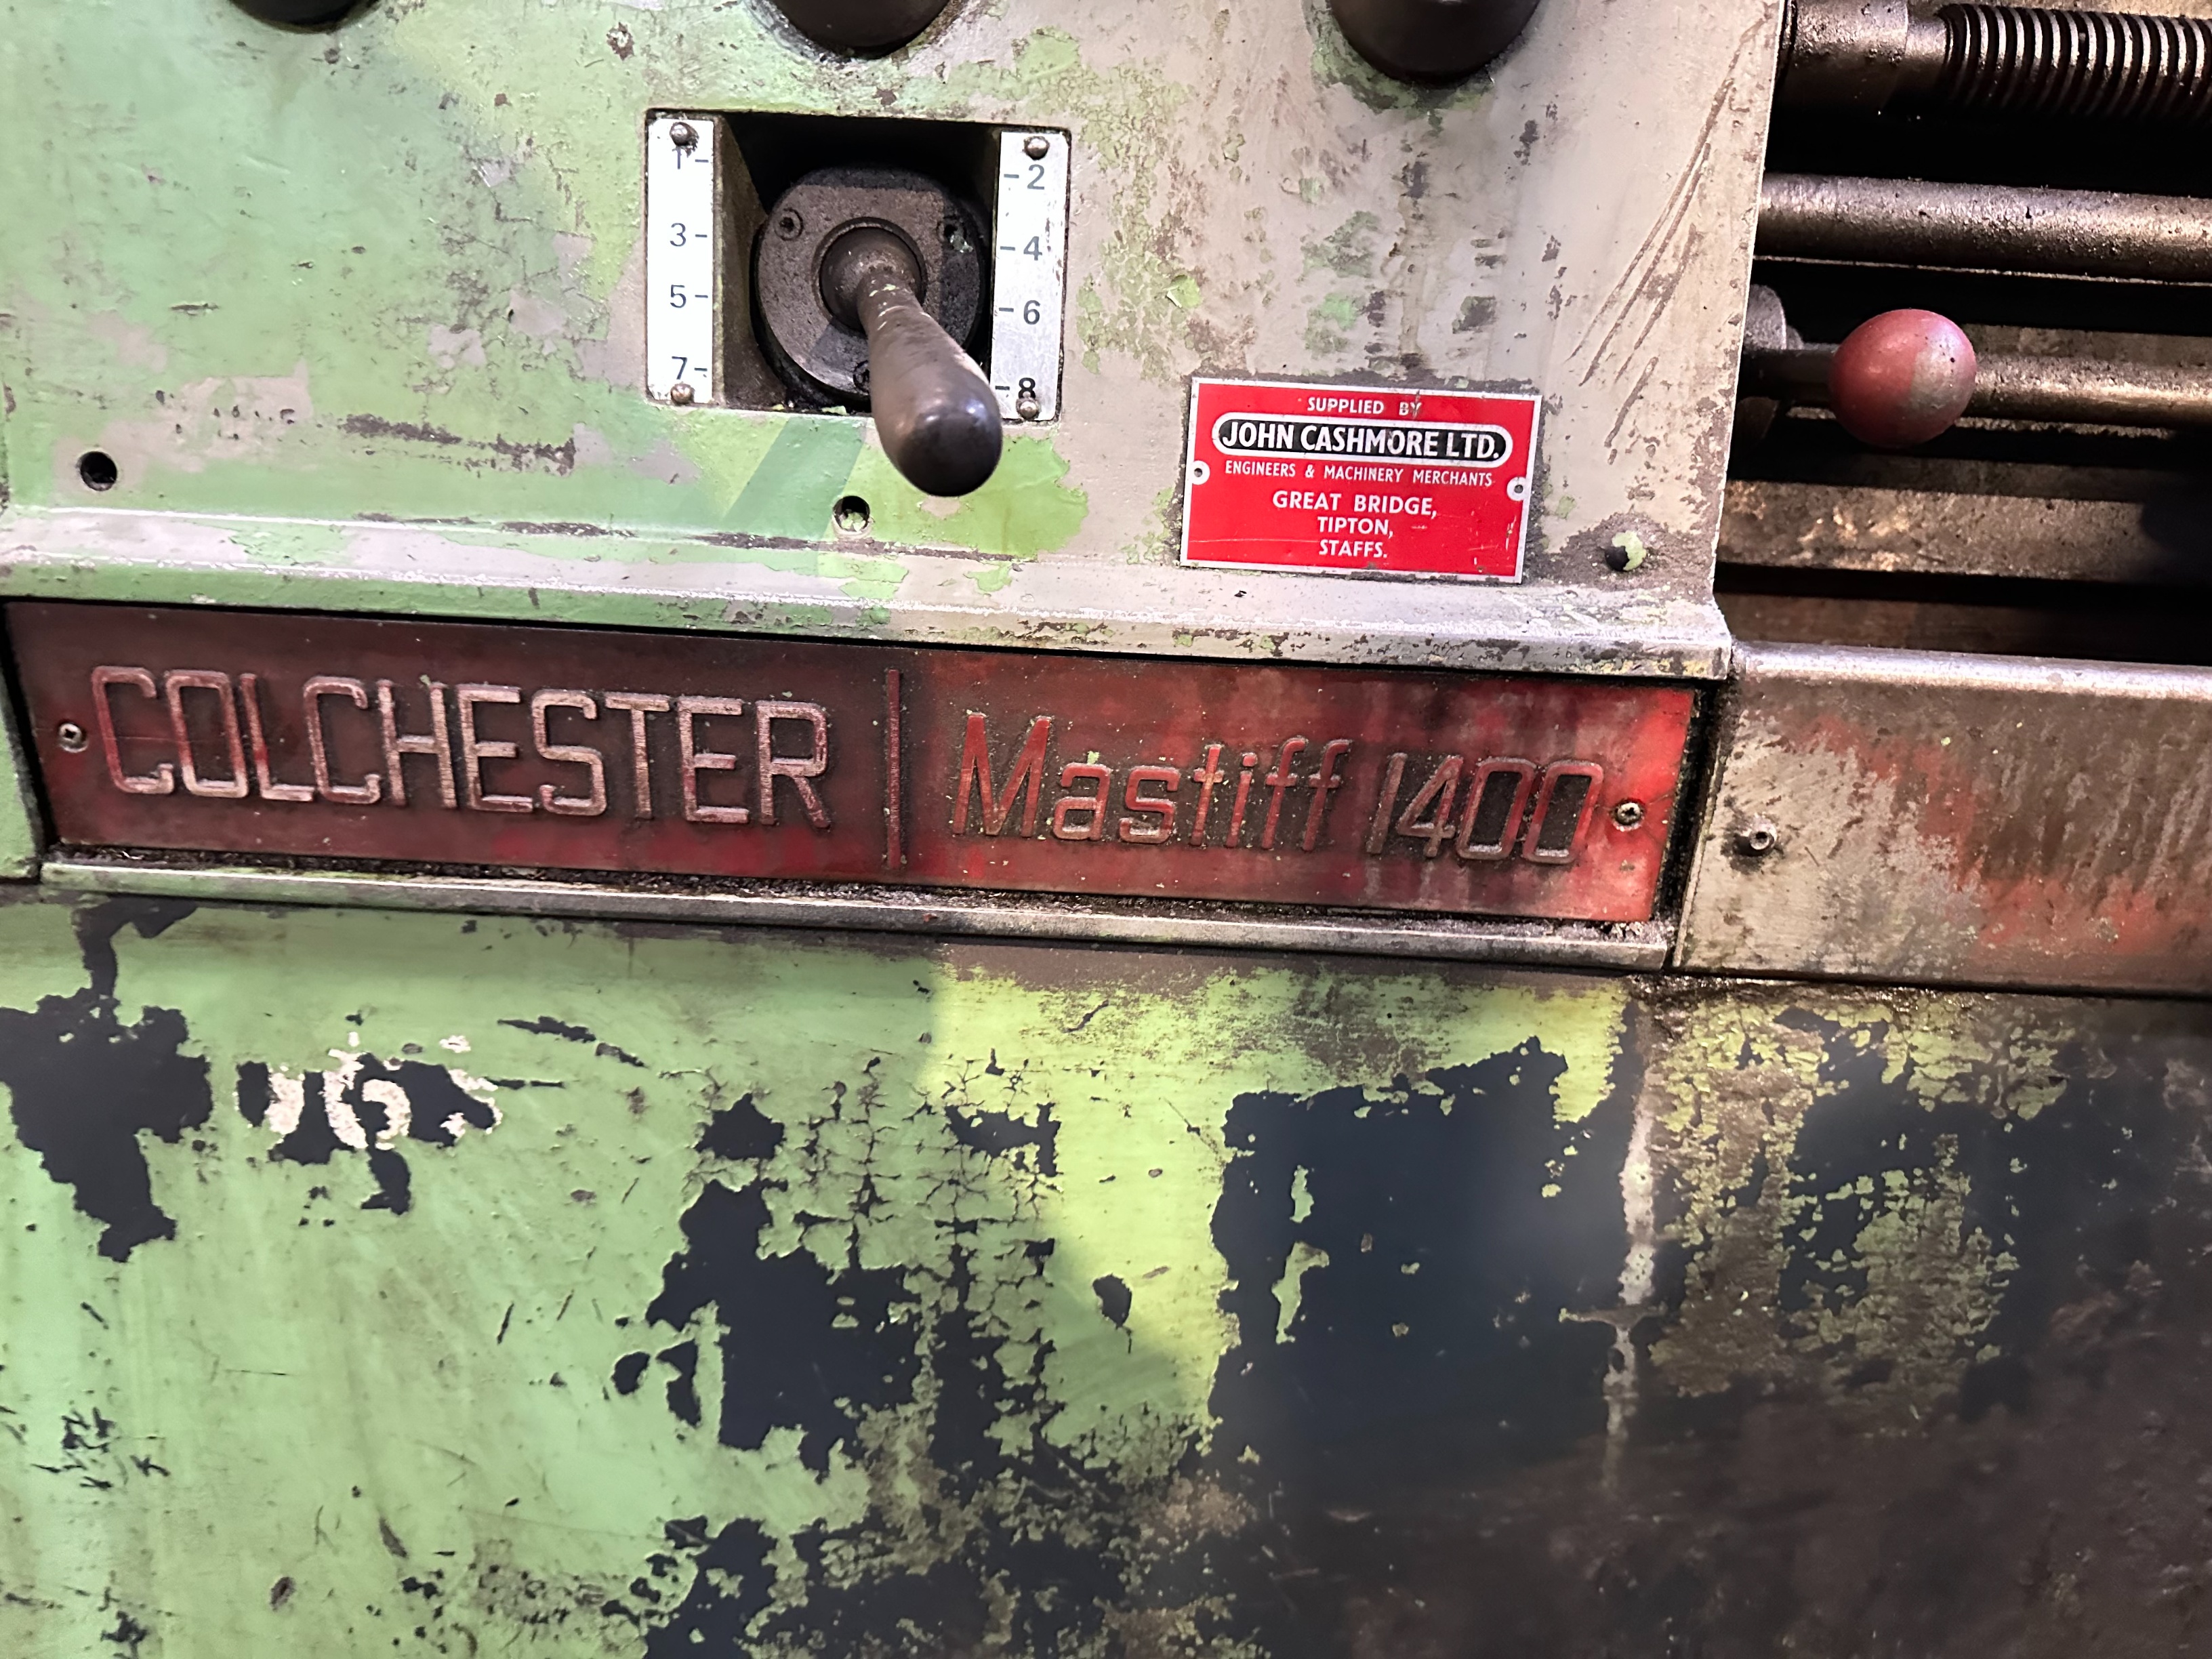 1- -2
3- -4
5- -6
7- -8
SUPPLIED BY
JOHN CASHMORE LTD.
ENGINEERS & MACHINERY MERCHANTS
GREAT BRIDGE,
TIPTON,
STAFFS.
COLCHESTER | Mastiff 1400